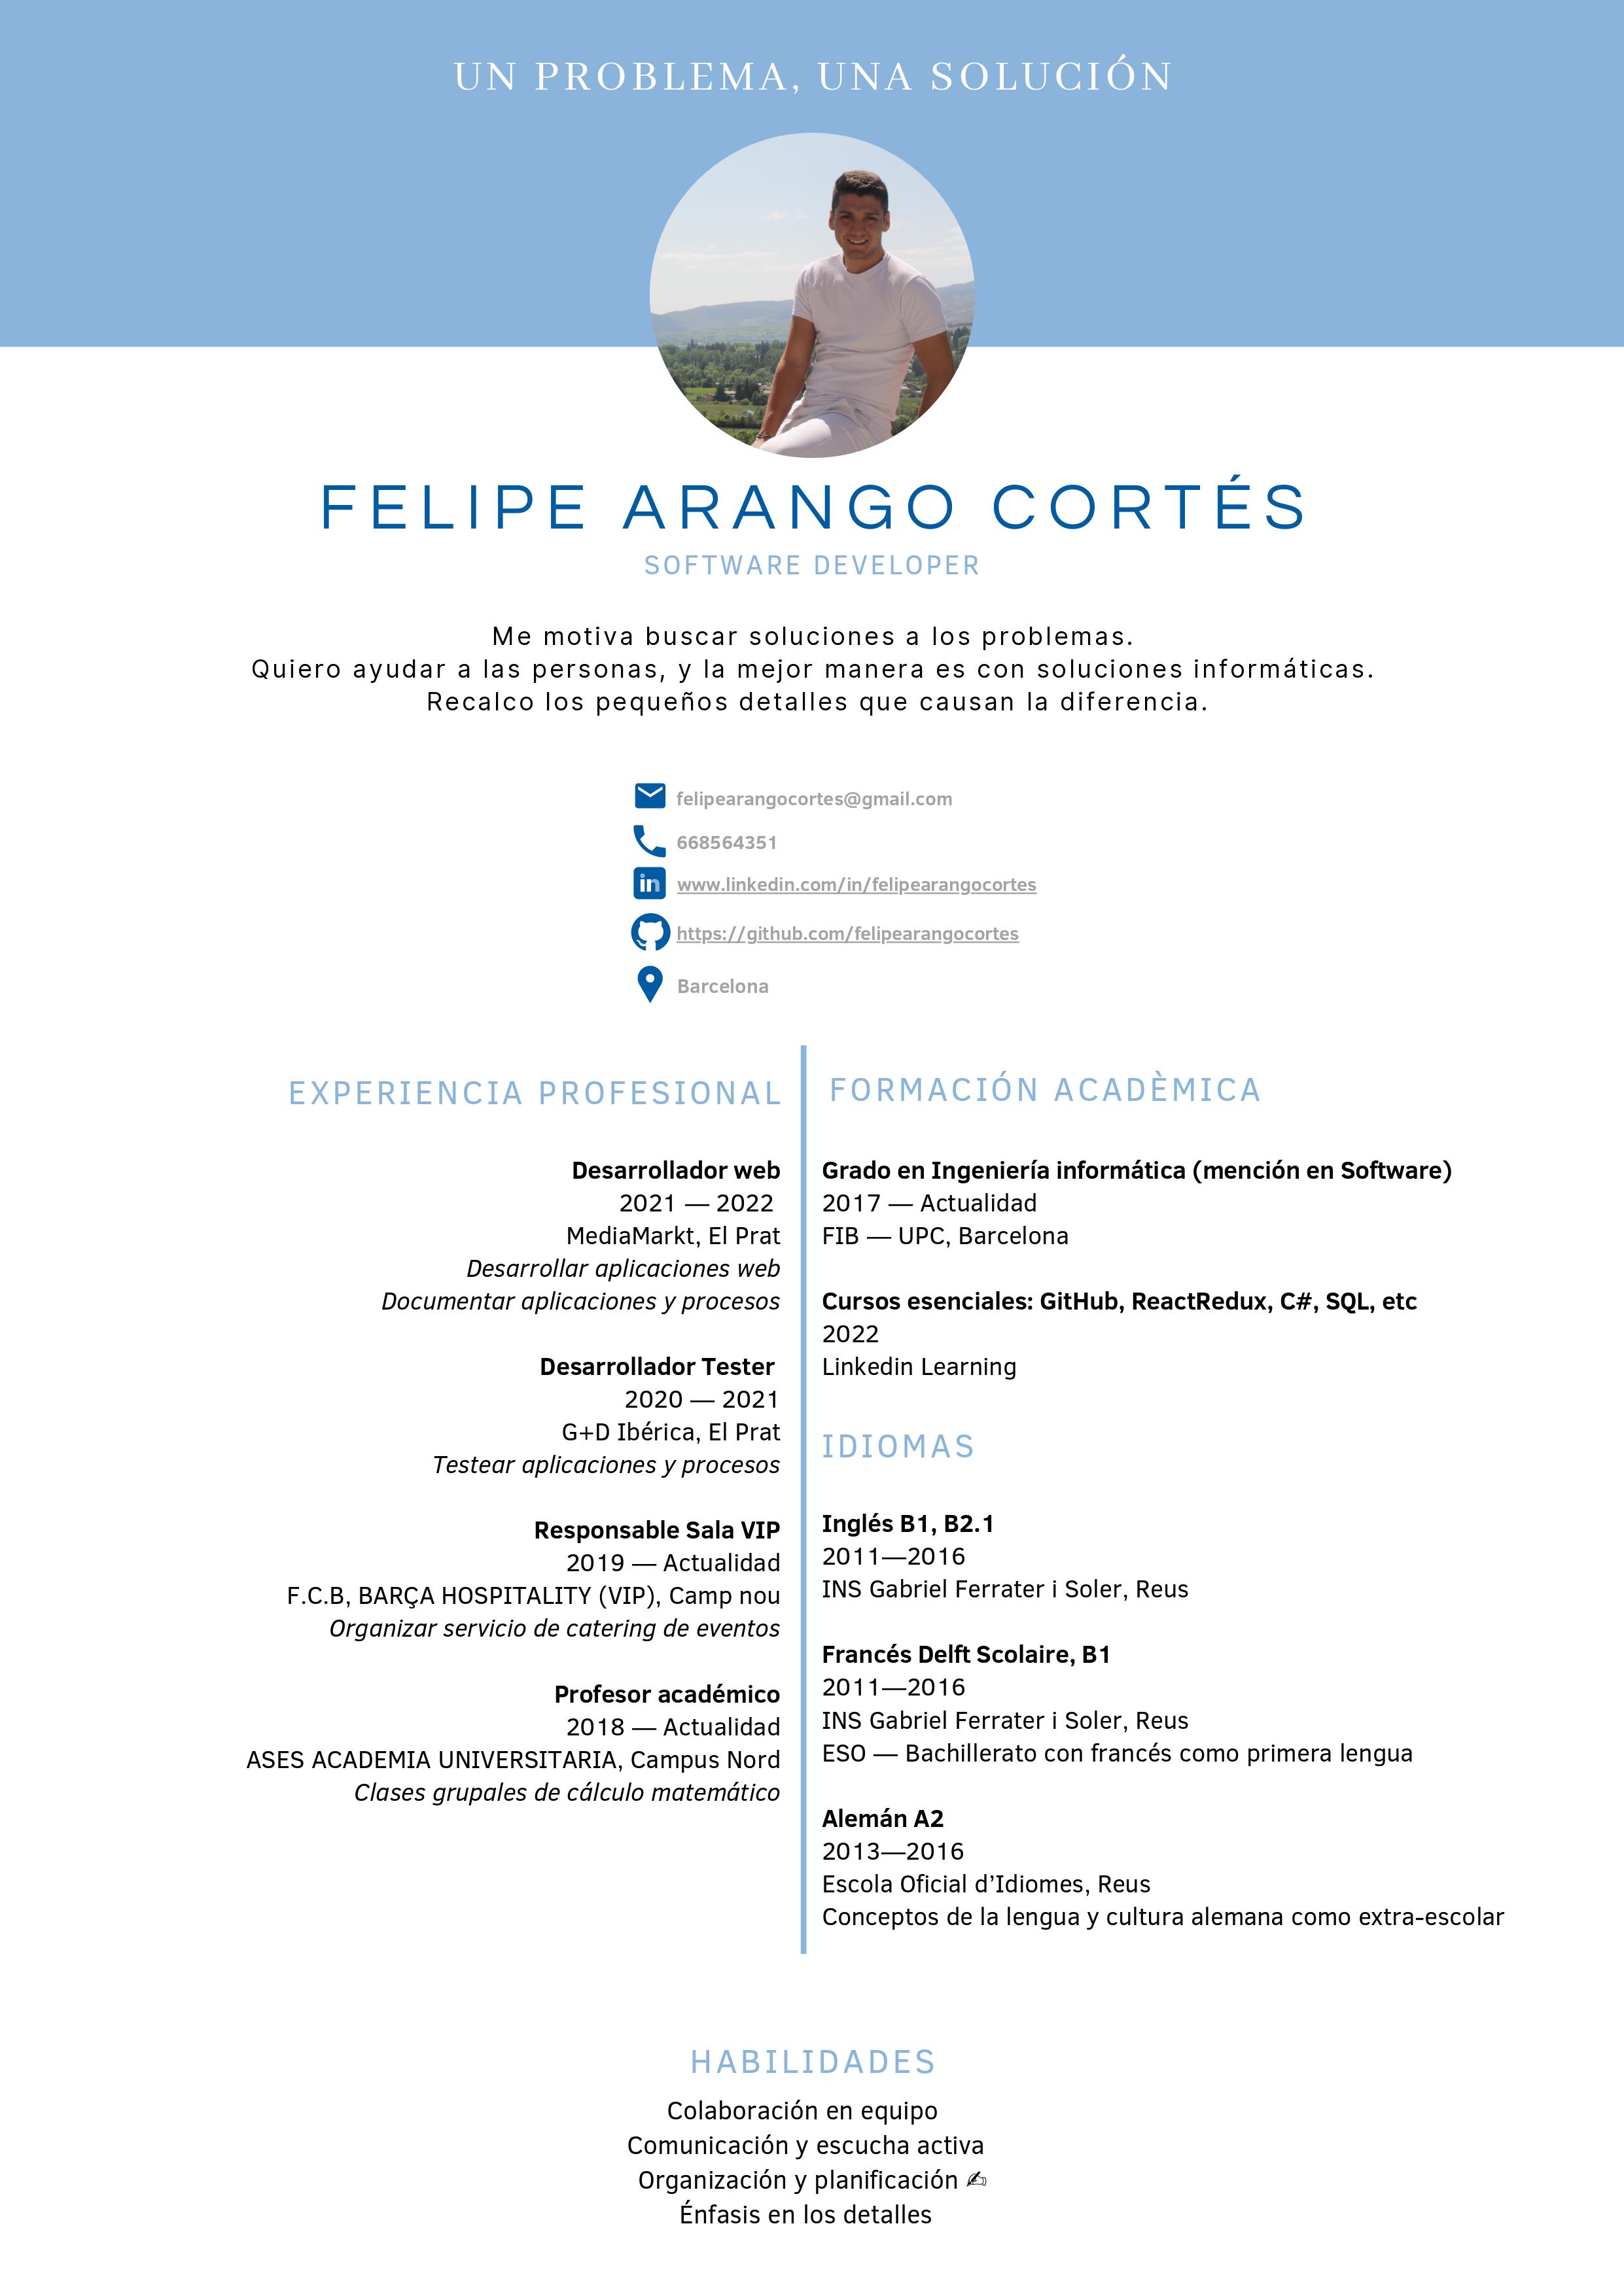 UN PROBLEMA, UNA SOLUCIÓN
FELIPE ARANGO CORTÉS
SOFTWARE DEVELOPER
Me motiva buscar soluciones a los problemas.
Quiero ayudar a las personas, y la mejor manera es con soluciones informáticas.
Recalco los pequeños detalles que causan la diferencia.
felipearangocortes@gmail.com
668564351
www.linkedin.com/in/felipearangocortes
https://github.com/felipearangocortes
Barcelona
EXPERIENCIA PROFESIONAL
Desarrollador web
2021 — 2022
MediaMarkt, El Prat
Desarrollar aplicaciones web
Documentar aplicaciones y procesos
Desarrollador Tester
2020 — 2021
G+D Ibérica, El Prat
Testear aplicaciones y procesos
Responsable Sala VIP
2019 — Actualidad
F.C.B, BARÇA HOSPITALITY (VIP), Camp nou
Organizar servicio de catering de eventos
Profesor académico
2018 — Actualidad
ASES ACADEMIA UNIVERSITARIA, Campus Nord
Clases grupales de cálculo matemático
FORMACIÓN ACADÈMICA
Grado en Ingeniería informática (mención en Software)
2017 — Actualidad
FIB — UPC, Barcelona
Cursos esenciales: GitHub, ReactRedux, C#, SQL, etc
2022
Linkedin Learning
IDIOMAS
Inglés B1, B2.1
2011—2016
INS Gabriel Ferrater i Soler, Reus
Francés Delft Scolaire, B1
2011—2016
INS Gabriel Ferrater i Soler, Reus
ESO — Bachillerato con francés como primera lengua
Alemán A2
2013—2016
Escola Oficial d’Idiomes, Reus
Conceptos de la lengua y cultura alemana como extra-escolar
HABILIDADES
Colaboración en equipo
Comunicación y escucha activa
Organización y planificación ✍
Énfasis en los detalles